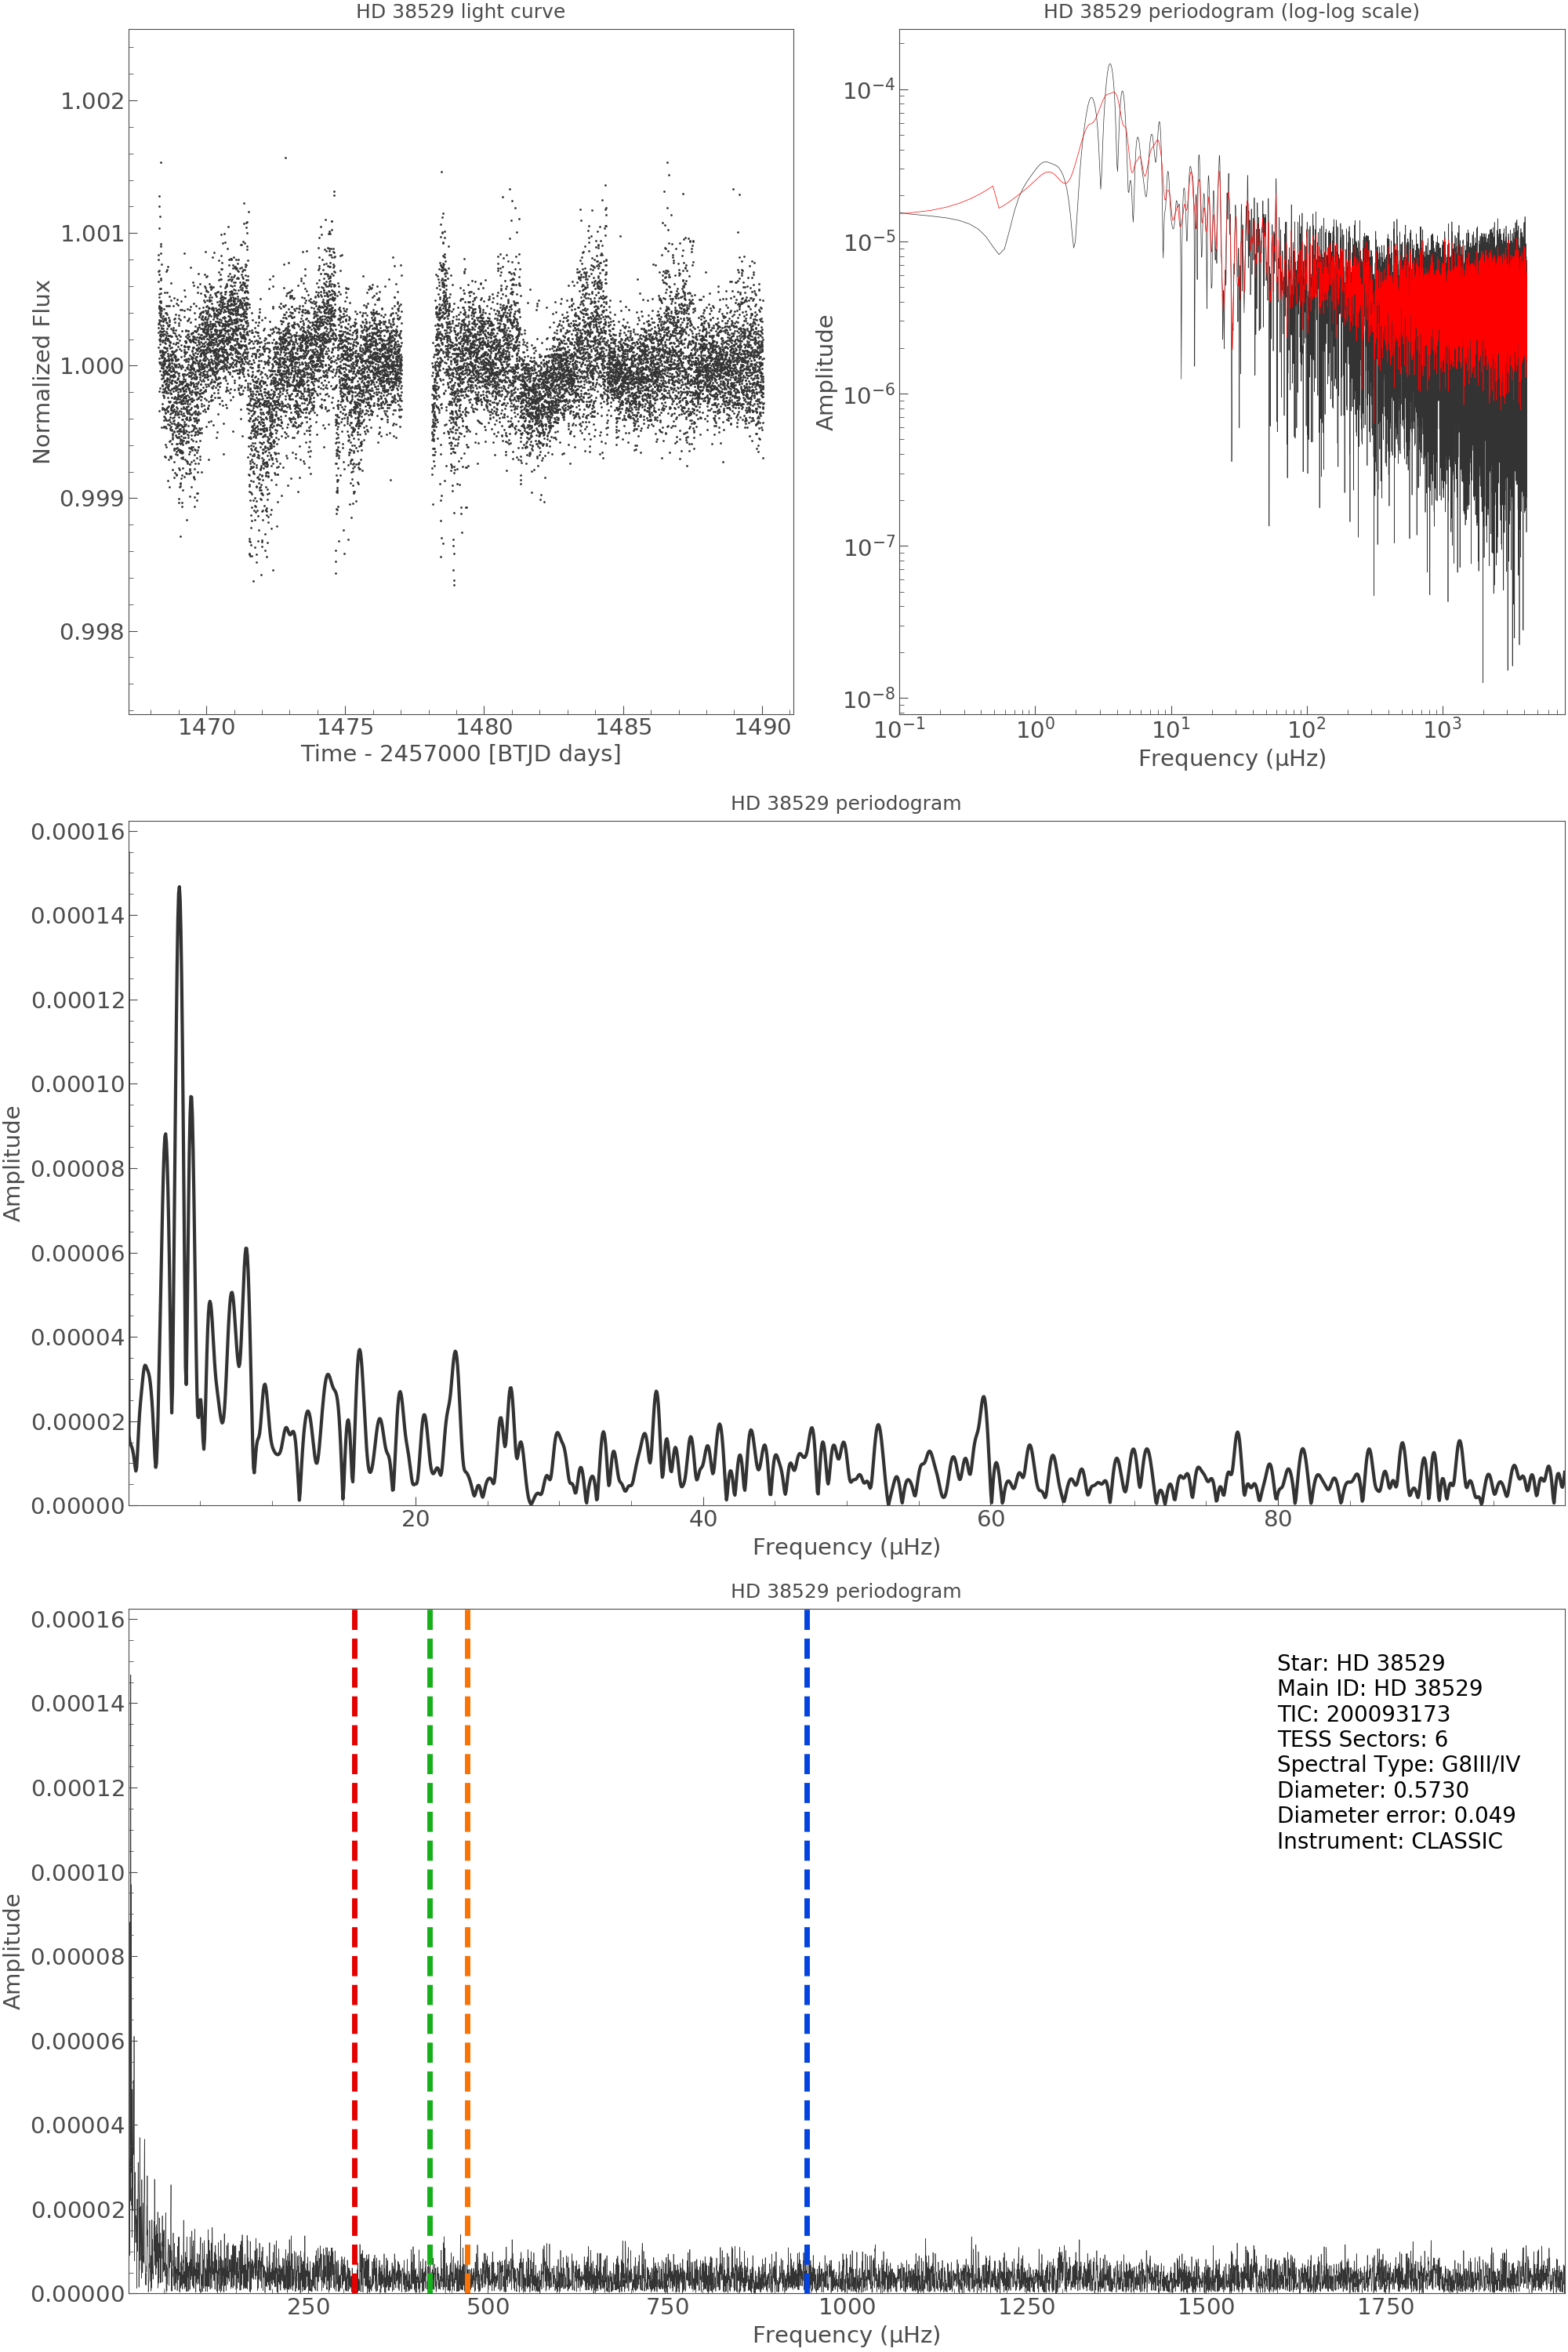 HD 38529 light curve
Normalized Flux
1.002
1.001
1.000
0.999
0.998
1470 1475 1480 1485 1490
Time - 2457000 [BTJD days]
HD 38529 periodogram (log-log scale)
Amplitude
10⁻⁴
10⁻⁵
10⁻⁶
10⁻⁷
10⁻⁸
10⁻¹ 10⁰ 10¹ 10² 10³
Frequency (μHz)
HD 38529 periodogram
Amplitude
0.00016
0.00014
0.00012
0.00010
0.00008
0.00006
0.00004
0.00002
0.00000
20 40 60 80
Frequency (μHz)
HD 38529 periodogram
Amplitude
0.00016
0.00014
0.00012
0.00010
0.00008
0.00006
0.00004
0.00002
0.00000
Star: HD 38529
Main ID: HD 38529
TIC: 200093173
TESS Sectors: 6
Spectral Type: G8III/IV
Diameter: 0.5730
Diameter error: 0.049
Instrument: CLASSIC
250 500 750 1000 1250 1500 1750
Frequency (μHz)